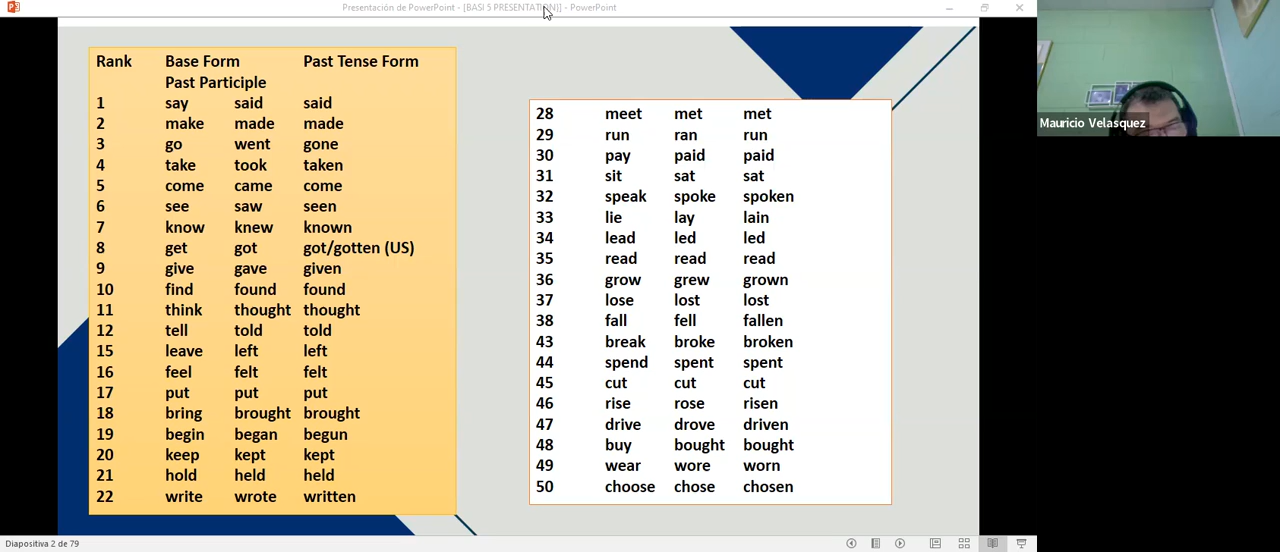 Presentación de PowerPoint - [BASI 5 PRESENTATION] - PowerPoint
Rank Base Form Past Tense Form
Past Participle
1 say said said
2 make made made
3 go went gone
4 take took taken
5 come came come
6 see saw seen
7 know knew known
8 get got got/gotten (US)
9 give gave given
10 find found found
11 think thought thought
12 tell told told
15 leave left left
16 feel felt felt
17 put put put
18 bring brought brought
19 begin began begun
20 keep kept kept
21 hold held held
22 write wrote written
28 meet met met
29 run ran run
30 pay paid paid
31 sit sat sat
32 speak spoke spoken
33 lie lay lain
34 lead led led
35 read read read
36 grow grew grown
37 lose lost lost
38 fall fell fallen
43 break broke broken
44 spend spent spent
45 cut cut cut
46 rise rose risen
47 drive drove driven
48 buy bought bought
49 wear wore worn
50 choose chose chosen
Mauricio Velasquez
Diapositiva 2 de 79